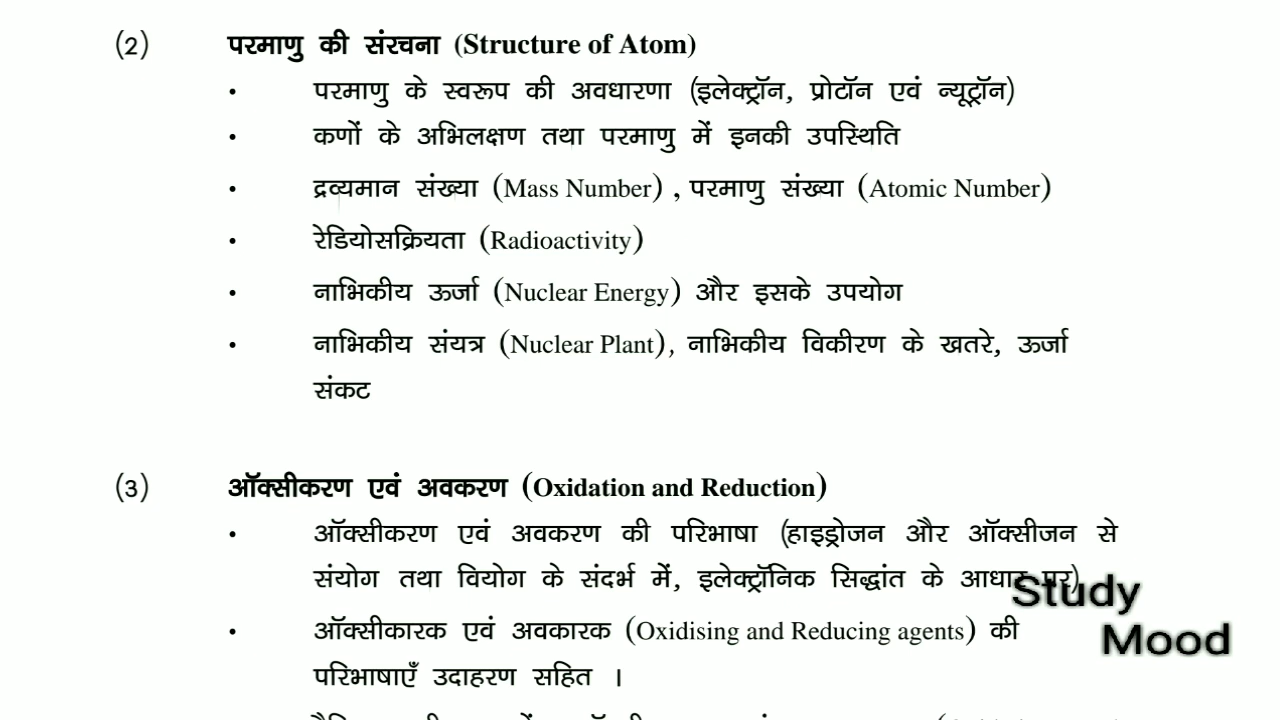 (2) परमाणु की संरचना (Structure of Atom)
• परमाणु के स्वरूप की अवधारणा (इलेक्ट्रॉन, प्रोटॉन एवं न्यूट्रॉन)
• कणों के अभिलक्षण तथा परमाणु में इनकी उपस्थिति
• द्रव्यमान संख्या (Mass Number) , परमाणु संख्या (Atomic Number)
• रेडियोसक्रियता (Radioactivity)
• नाभिकीय ऊर्जा (Nuclear Energy) और इसके उपयोग
• नाभिकीय संयत्र (Nuclear Plant), नाभिकीय विकीरण के खतरे, ऊर्जा
संकट
(3) ऑक्सीकरण एवं अवकरण (Oxidation and Reduction)
• ऑक्सीकरण एवं अवकरण की परिभाषा (हाइड्रोजन और ऑक्सीजन से
संयोग तथा वियोग के संदर्भ में, इलेक्ट्रॉनिक सिद्धांत के आधार पर)
Study
• ऑक्सीकारक एवं अवकारक (Oxidising and Reducing agents) की
Mood
परिभाषाएँ उदाहरण सहित ।